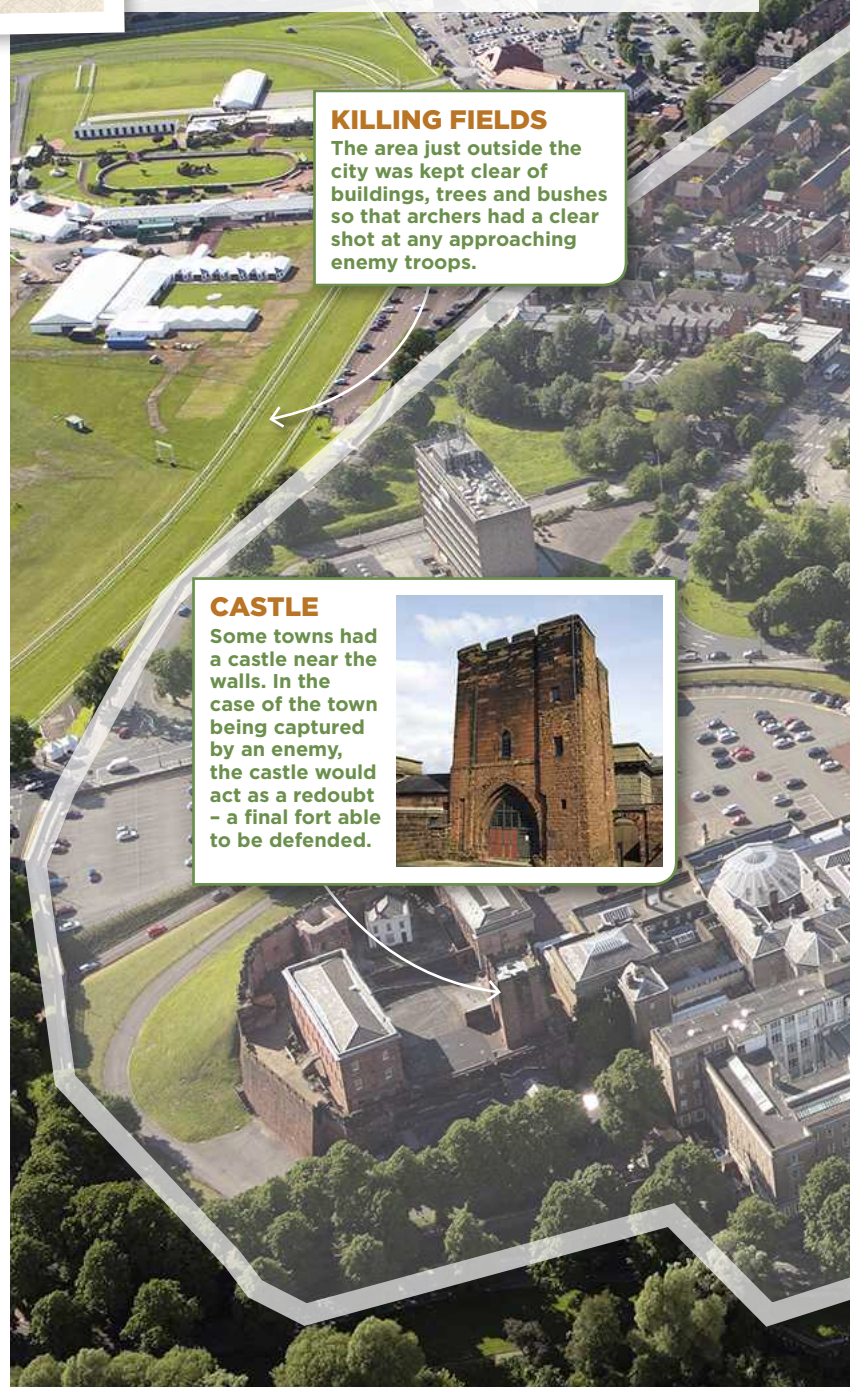 KILLING FIELDS
The area just outside the
city was kept clear of
buildings, trees and bushes
so that archers had a clear
shot at any approaching
enemy troops.
CASTLE
Some towns had
a castle near the
walls. In the
case of the town
being captured
by an enemy,
the castle would
act as a redoubt
– a final fort able
to be defended.